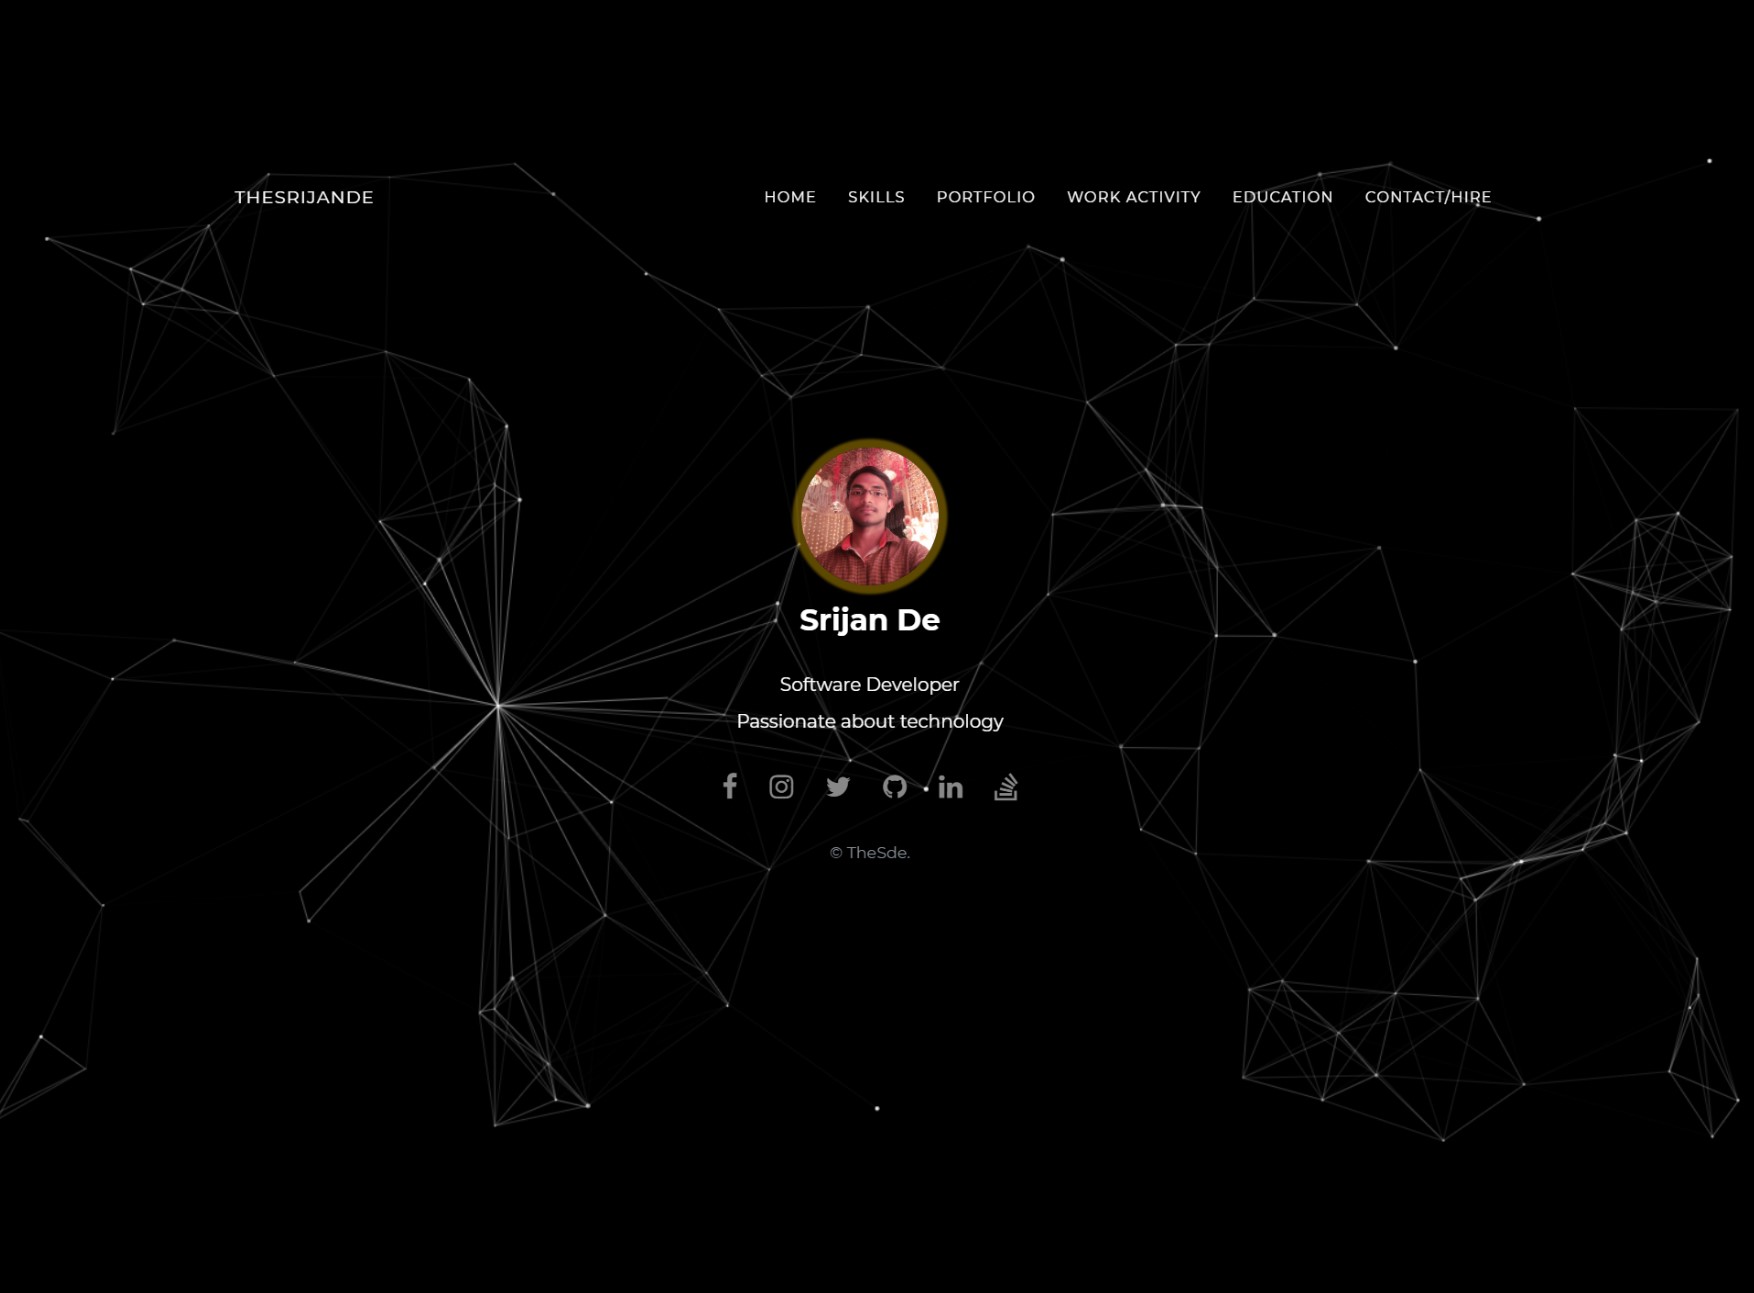 THESRIJANDE
HOME SKILLS PORTFOLIO WORK ACTIVITY EDUCATION CONTACT/HIRE
Srijan De
Software Developer
Passionate about technology
© TheSde.